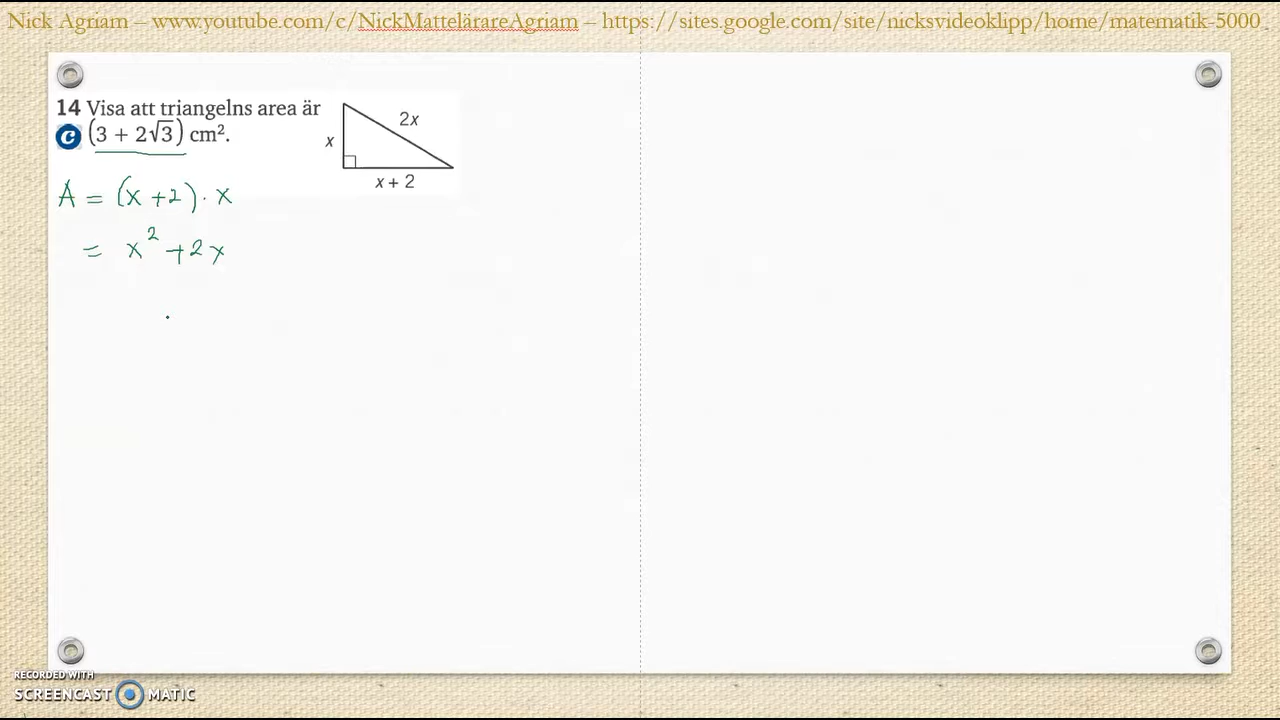 Nick Agriam – www.youtube.com/c/NickMattelärareAgriam – https://sites.google.com/site/nicksvideoklipp/home/matematik-5000
14 Visa att triangelns area är
C (3 + 2√3) cm².
2x
x
x + 2
A = (x + 2) · x
= x² + 2x
RECORDED WITH
SCREENCAST MATIC